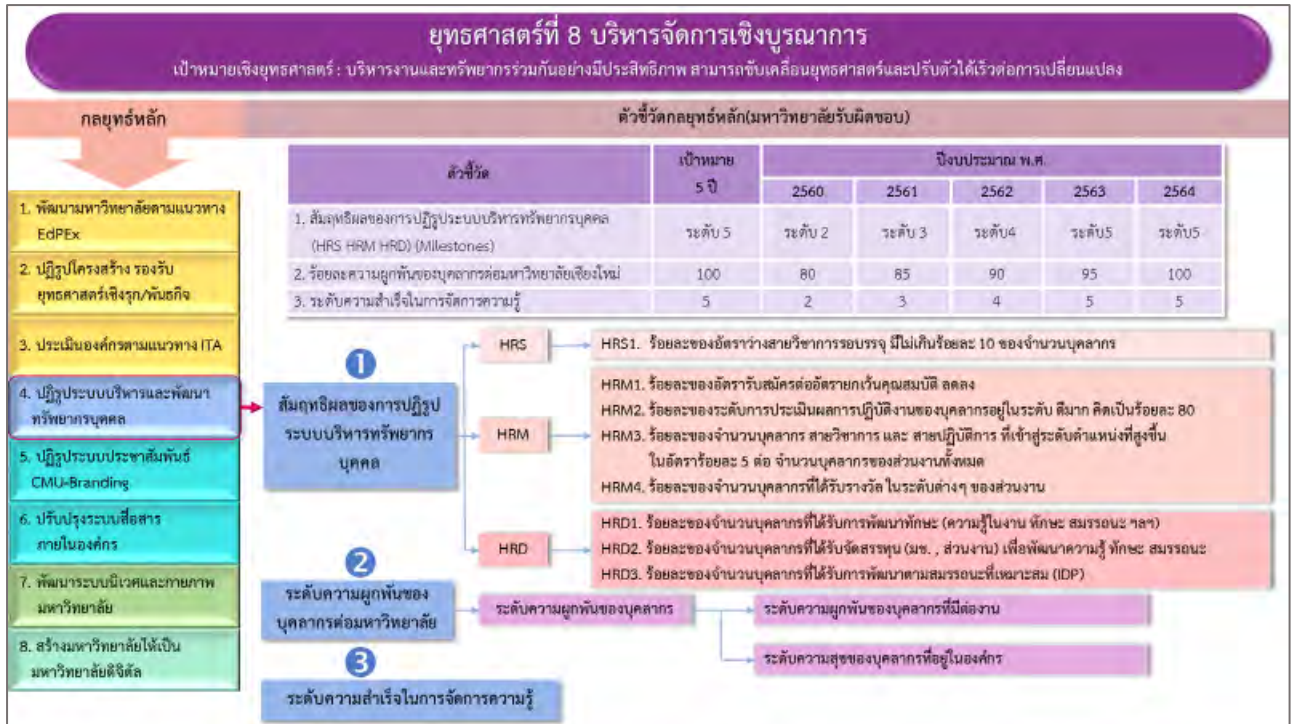 ยุทธศาสตร์ที่ 8 บริหารจัดการเชิงบูรณาการ
เป้าหมายเชิงยุทธศาสตร์ : บริหารงานและทรัพยากรร่วมกันอย่างมีประสิทธิภาพ สามารถขับเคลื่อนยุทธศาสตร์และปรับตัวได้เร็วต่อการเปลี่ยนแปลง
กลยุทธ์หลัก
ตัวชี้วัดกลยุทธ์หลัก(มหาวิทยาลัยรับผิดชอบ)
1. พัฒนามหาวิทยาลัยตามแนวทาง
EdPEx
2. ปฏิรูปโครงสร้าง รองรับ
ยุทธศาสตร์เชิงรุก/พันธกิจ
3. ประเมินองค์กรตามแนวทาง ITA
4. ปฏิรูประบบบริหารและพัฒนา
ทรัพยากรบุคคล
5. ปฏิรูประบบประชาสัมพันธ์
CMU-Branding
6. ปรับปรุงระบบสื่อสาร
ภายในองค์กร
7. พัฒนาระบบนิเวศและกายภาพ
มหาวิทยาลัย
8. สร้างมหาวิทยาลัยให้เป็น
มหาวิทยาลัยดิจิตัล
ตัวชี้วัด เป้าหมาย 5 ปี ปีงบประมาณ พ.ศ.
2560 2561 2562 2563 2564
1. สัมฤทธิผลของการปฏิรูประบบบริหารทรัพยากรบุคคล
(HRS HRM HRD) (Milestones) ระดับ 5 ระดับ 2 ระดับ 3 ระดับ4 ระดับ5 ระดับ5
2. ร้อยละความผูกพันของบุคลากรต่อมหาวิทยาลัยเชียงใหม่ 100 80 85 90 95 100
3. ระดับความสำเร็จในการจัดการความรู้ 5 2 3 4 5 5
1
สัมฤทธิผลของการปฏิรูป
ระบบบริหารทรัพยากร
บุคคล
HRS
HRS1. ร้อยละของอัตราว่างสายวิชาการรอบรรจุ มีไม่เกินร้อยละ 10 ของจำนวนบุคลากร
HRM
HRM1. ร้อยละของอัตรารับสมัครต่ออัตรายกเว้นคุณสมบัติ ลดลง
HRM2. ร้อยละของระดับการประเมินผลการปฏิบัติงานของบุคลากรอยู่ในระดับ ดีมาก คิดเป็นร้อยละ 80
HRM3. ร้อยละของจำนวนบุคลากร สายวิชาการ และ สายปฏิบัติการ ที่เข้าสู่ระดับตำแหน่งที่สูงขึ้น
ในอัตราร้อยละ 5 ต่อ จำนวนบุคลากรของส่วนงานทั้งหมด
HRM4. ร้อยละของจำนวนบุคลากรที่ได้รับรางวัล ในระดับต่างๆ ของส่วนงาน
HRD
HRD1. ร้อยละของจำนวนบุคลากรที่ได้รับการพัฒนาทักษะ (ความรู้ในงาน ทักษะ สมรรถนะ ฯลฯ)
HRD2. ร้อยละของจำนวนบุคลากรที่ได้รับจัดสรรทุน (มช. , ส่วนงาน) เพื่อพัฒนาความรู้ ทักษะ สมรรถนะ
HRD3. ร้อยละของจำนวนบุคลากรที่ได้รับการพัฒนาตามสมรรถนะที่เหมาะสม (IDP)
2
ระดับความผูกพันของ
บุคลากรต่อมหาวิทยาลัย
ระดับความผูกพันของบุคลากร
ระดับความผูกพันของบุคลากรที่มีต่องาน
ระดับความสุขของบุคลากรที่อยู่ในองค์กร
3
ระดับความสำเร็จในการจัดการความรู้